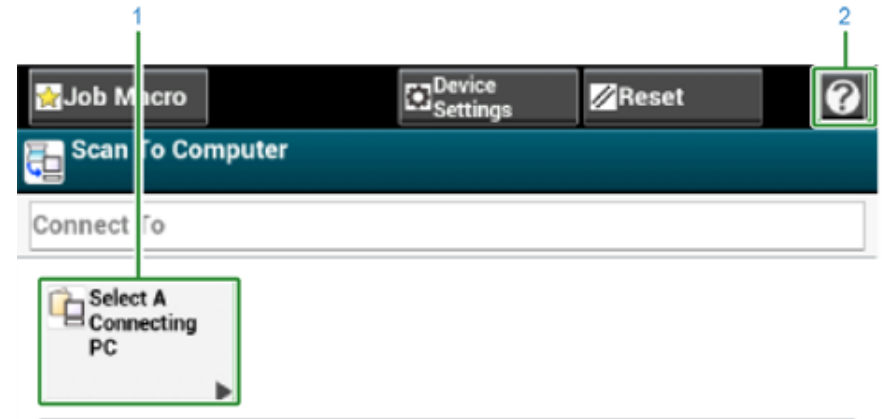 1 2
Job Macro
Device
Settings
Reset
?
Scan To Computer
Connect To
Select A
Connecting
PC